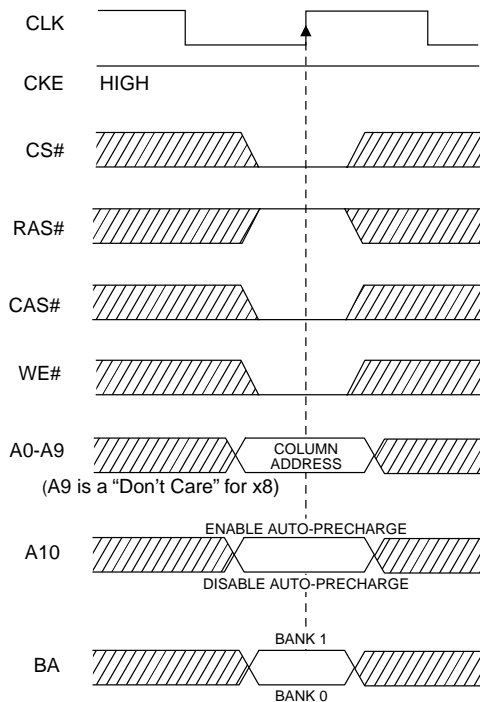 CLK
CKE HIGH
CS#
RAS#
CAS#
WE#
A0-A9 COLUMN
ADDRESS
(A9 is a “Don’t Care” for x8)
ENABLE AUTO-PRECHARGE
A10
DISABLE AUTO-PRECHARGE
BANK 1
BA
BANK 0